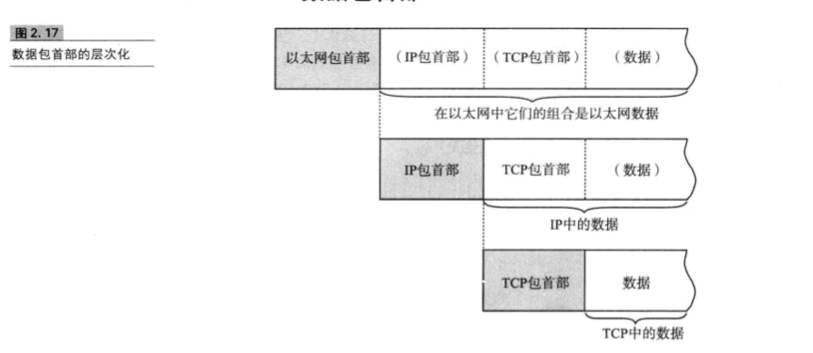 图2.17
数据包首部的层次化
以太网包首部
（IP包首部）
（TCP包首部）
（数据）
在以太网中它们的组合是以太网数据
IP包首部
TCP包首部
（数据）
IP中的数据
TCP包首部
数据
TCP中的数据